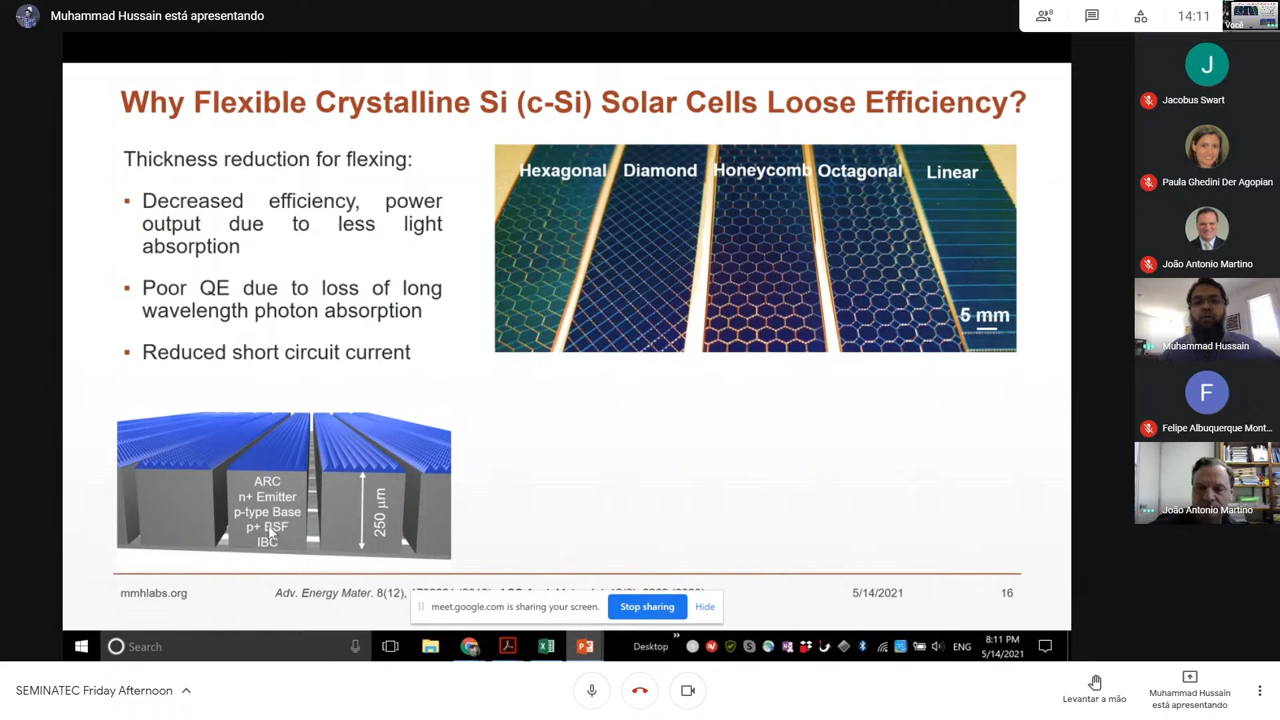 Muhammad Hussain está apresentando
8
14:11
Você
Why Flexible Crystalline Si (c-Si) Solar Cells Loose Efficiency?
Thickness reduction for flexing:
▪ Decreased efficiency, power
output due to less light
absorption
▪ Poor QE due to loss of long
wavelength photon absorption
▪ Reduced short circuit current
Hexagonal Diamond Honeycomb Octagonal Linear
5 mm
ARC
n+ Emitter
p-type Base
p+ BSF
IBC
250 µm
mmhlabs.org
Adv. Energy Mater. 8(12),
5/14/2021
16
meet.google.com is sharing your screen.
Stop sharing
Hide
Search
Desktop
ENG
8:11 PM
5/14/2021
J
Jacobus Swart
Paula Ghedini Der Agopian
João Antonio Martino
Muhammad Hussain
F
Felipe Albuquerque Mont...
João Antonio Martino
SEMINATEC Friday Afternoon
Levantar a mão
Muhammad Hussain
está apresentando